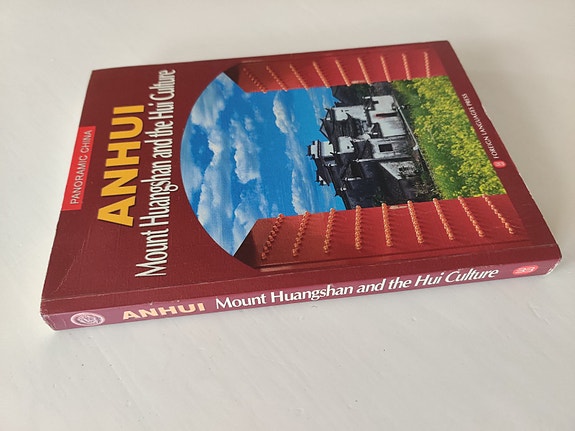 PANORAMIC CHINA
ANHUI
Mount Huangshan and the Hui Culture
FOREIGN LANGUAGES PRESS
ANHUI Mount Huangshan and the Hui Culture